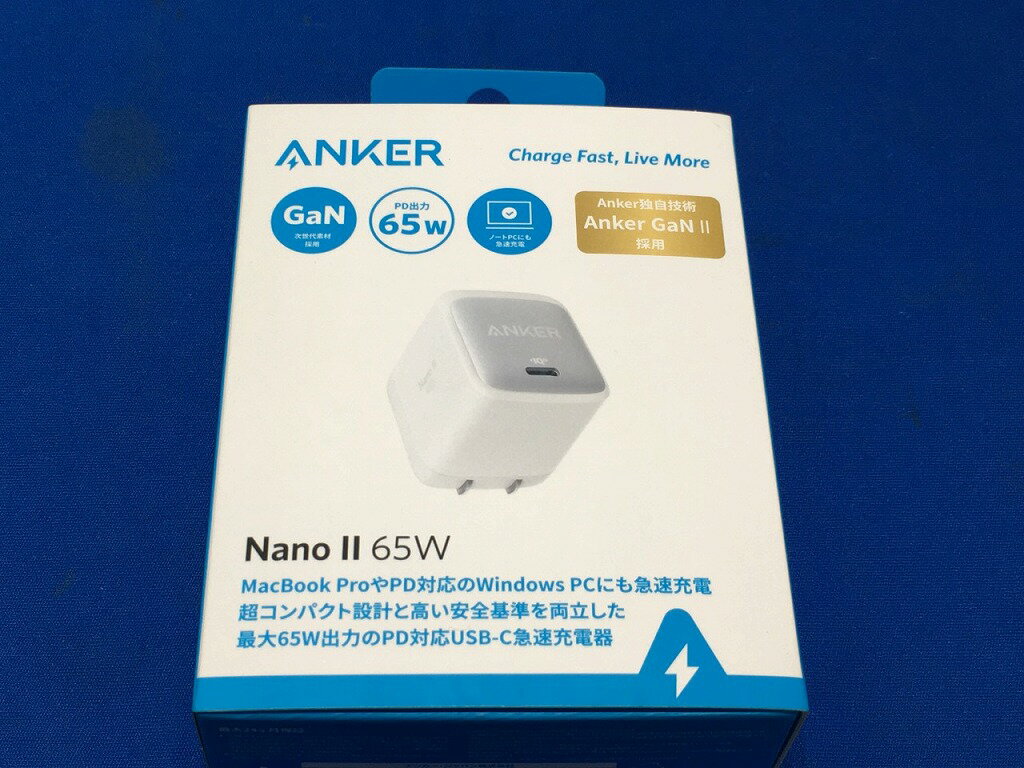 ANKER
Charge Fast, Live More
GaN
次世代素材
採用
PD出力
65W
ノートPCにも
急速充電
Anker独自技術
Anker GaN II
採用
ANKER
Nano II 65W
MacBook ProやPD対応のWindows PCにも急速充電
超コンパクト設計と高い安全基準を両立した
最大65W出力のPD対応USB-C急速充電器